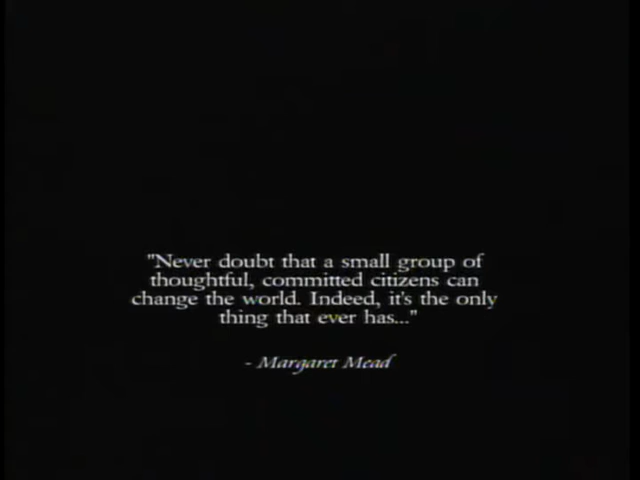 "Never doubt that a small group of
thoughtful, committed citizens can
change the world. Indeed, it's the only
thing that ever has..."
- Margaret Mead